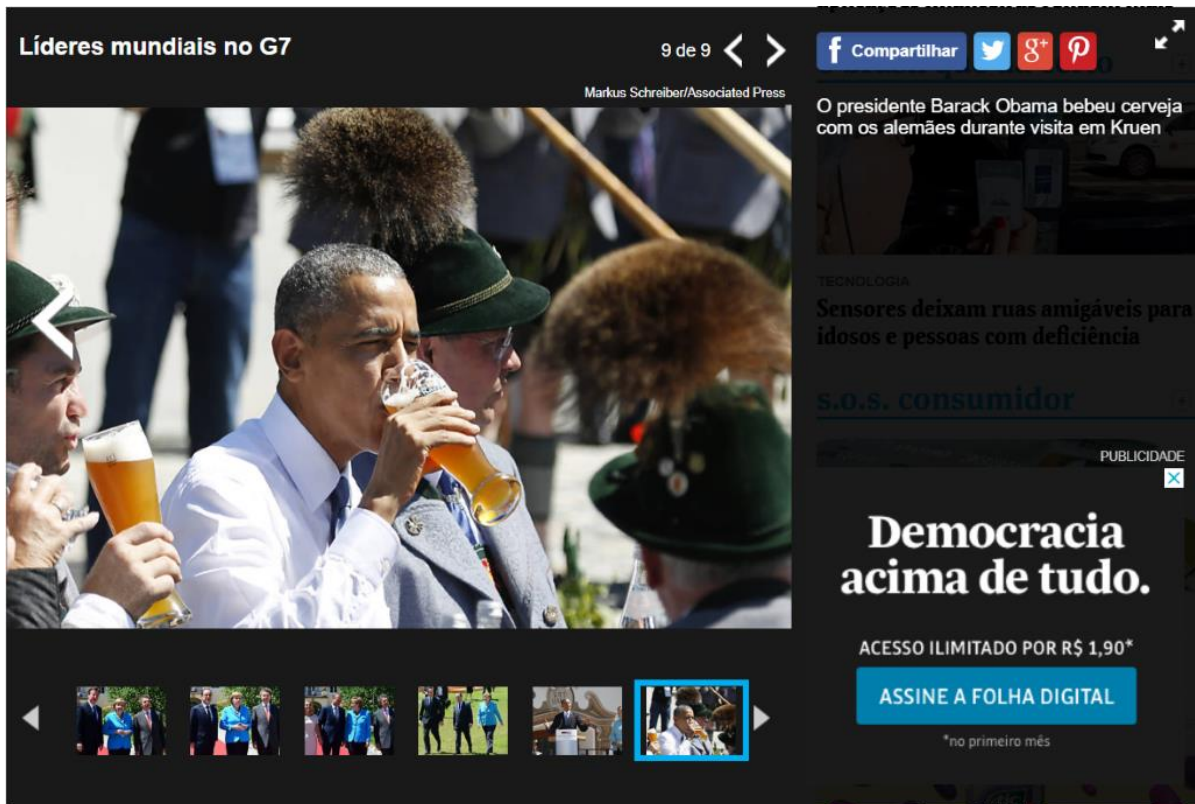 Líderes mundiais no G7
9 de 9
Markus Schreiber/Associated Press
f Compartilhar
g+
O presidente Barack Obama bebeu cerveja
com os alemães durante visita em Kruen
TECNOLOGIA
Sensores deixam ruas amigáveis para
idosos e pessoas com deficiência
s.o.s. consumidor
PUBLICIDADE
Democracia
acima de tudo.
ACESSO ILIMITADO POR R$ 1,90*
ASSINE A FOLHA DIGITAL
*no primeiro mês